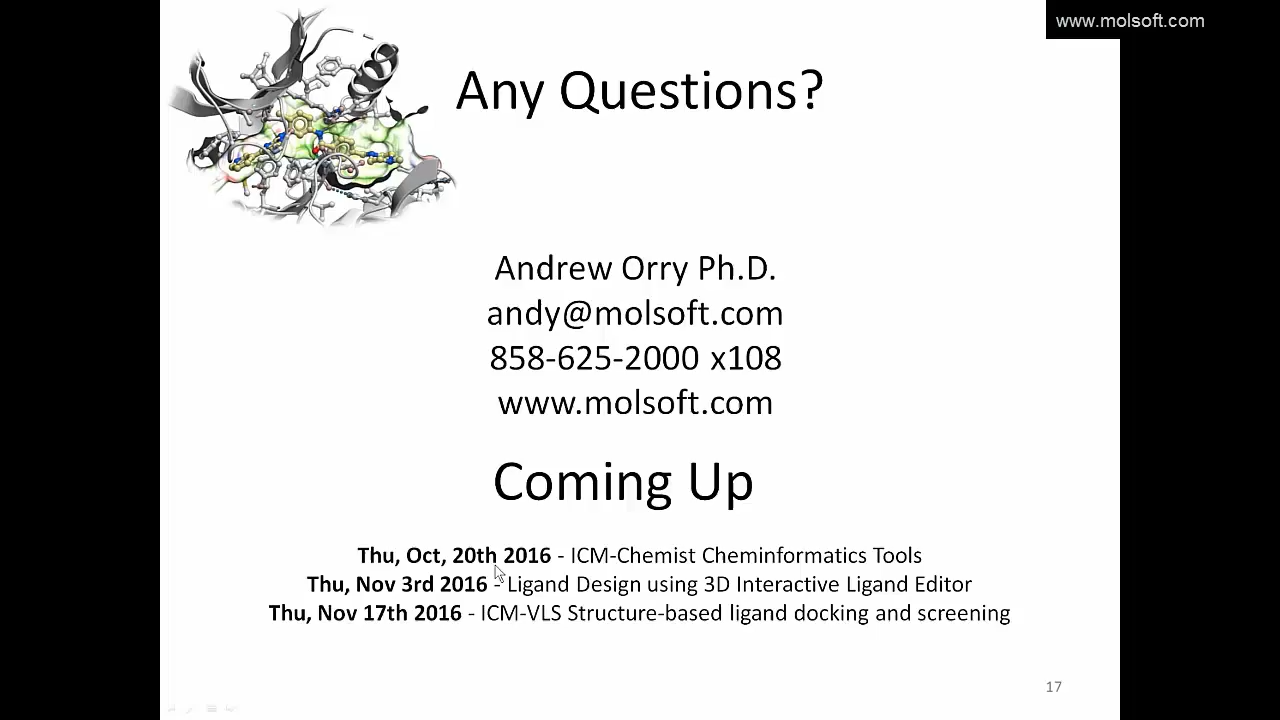 www.molsoft.com
Any Questions?
Andrew Orry Ph.D.
andy@molsoft.com
858-625-2000 x108
www.molsoft.com
Coming Up
Thu, Oct, 20th 2016 - ICM-Chemist Cheminformatics Tools
Thu, Nov 3rd 2016 - Ligand Design using 3D Interactive Ligand Editor
Thu, Nov 17th 2016 - ICM-VLS Structure-based ligand docking and screening
17